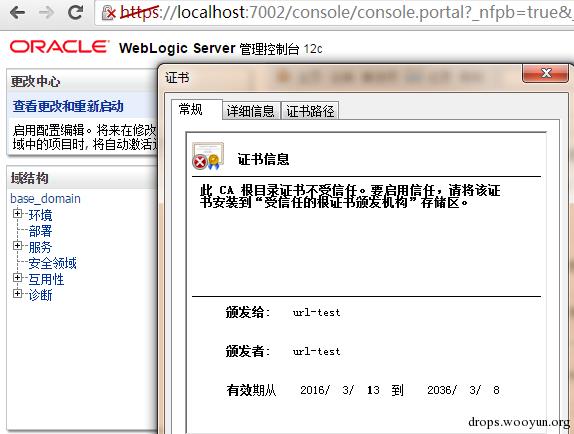 https://localhost:7002/console/console.portal?_nfpb=true&_
ORACLE WebLogic Server 管理控制台 12c
更改中心
查看更改和重新启动
启用配置编辑。将来在修改
域中的项目时, 将自动激活这
域结构
base_domain
环境
部署
服务
安全领域
互用性
诊断
证书
常规 详细信息 证书路径
证书信息
此 CA 根目录证书不受信任。要启用信任，请将该证
书安装到“受信任的根证书颁发机构”存储区。
颁发给: url-test
颁发者: url-test
有效期从 2016/ 3/ 13 到 2036/ 3/ 8
drops.wooyun.org